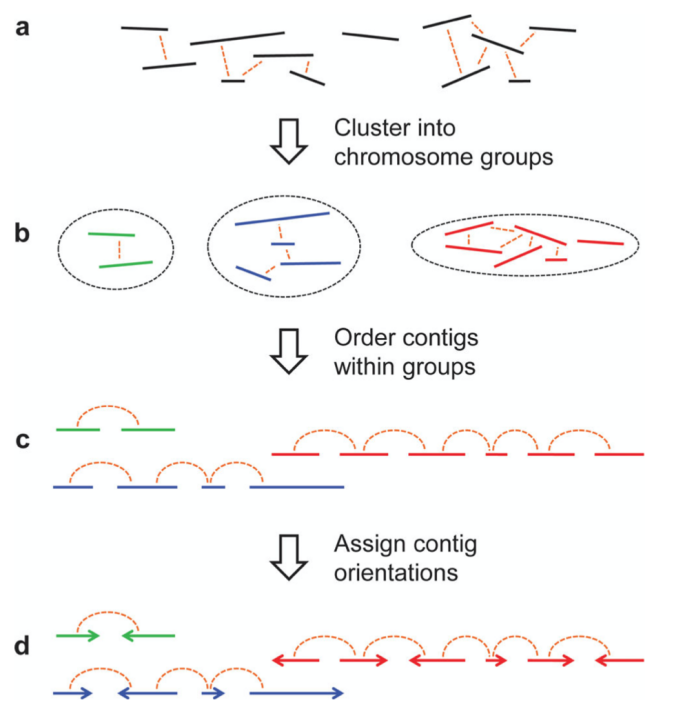 a
Cluster into
chromosome groups
b
Order contigs
within groups
c
Assign contig
orientations
d